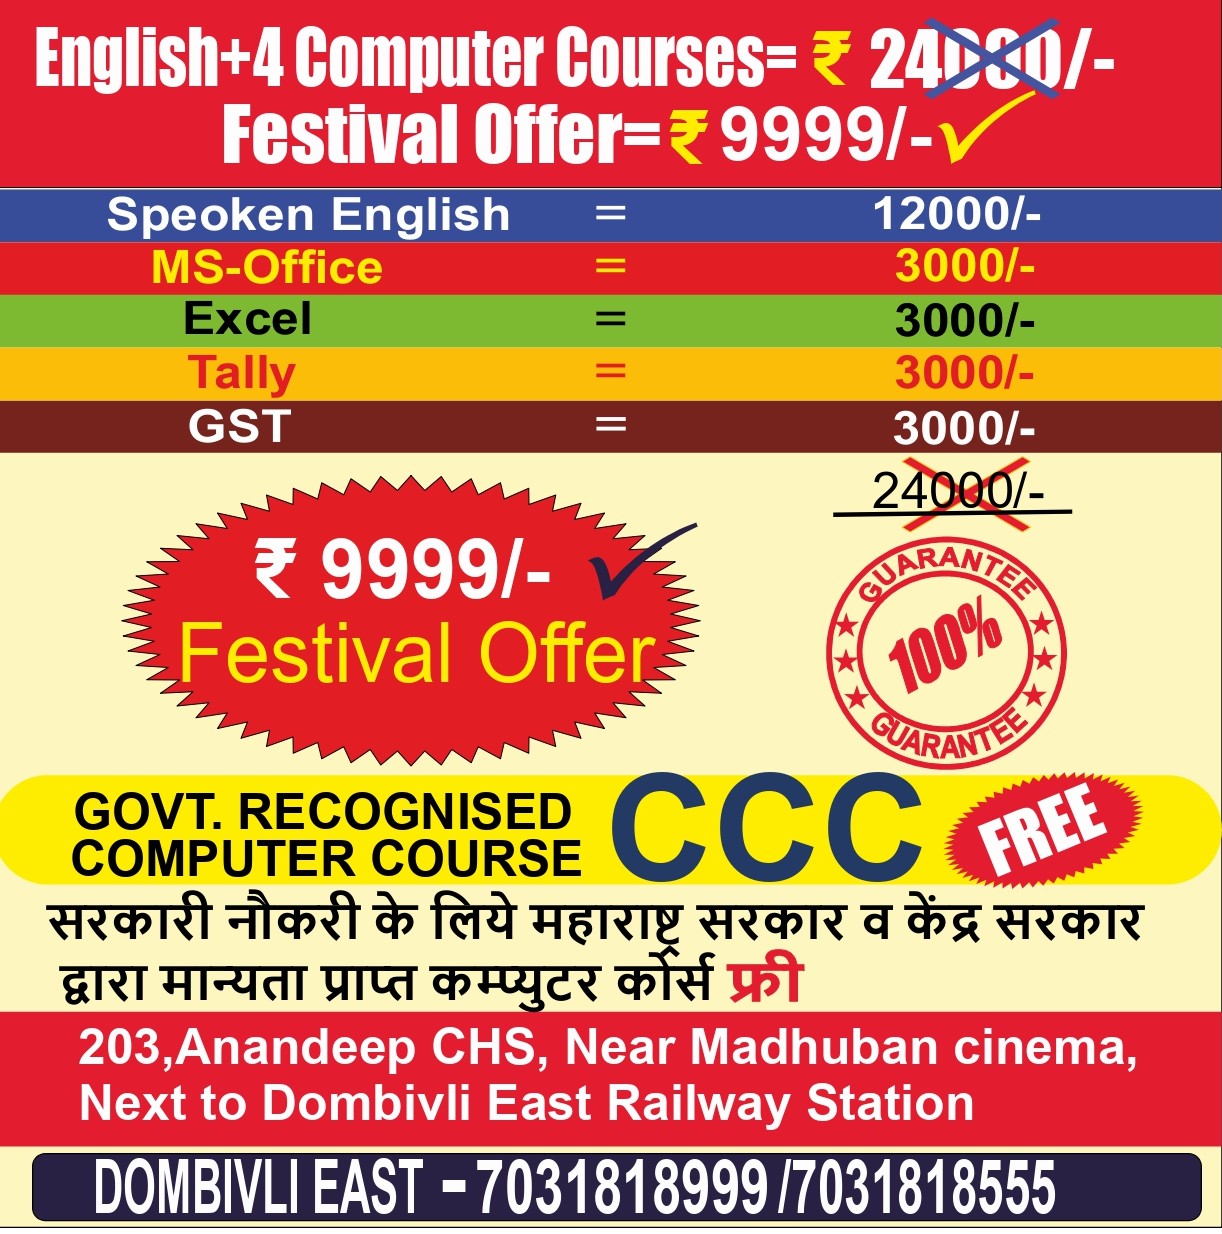 English+4 Computer Courses= ₹ 24000/-
Festival Offer=₹ 9999/-
Speoken English = 12000/-
MS-Office = 3000/-
Excel = 3000/-
Tally = 3000/-
GST = 3000/-
24000/-
₹ 9999/-
Festival Offer
GUARANTEE
100%
GUARANTEE
GOVT. RECOGNISED
COMPUTER COURSE
CCC
FREE
सरकारी नौकरी के लिये महाराष्ट्र सरकार व केंद्र सरकार
द्वारा मान्यता प्राप्त कम्प्युटर कोर्स फ्री
203,Anandeep CHS, Near Madhuban cinema,
Next to Dombivli East Railway Station
DOMBIVLI EAST - 7031818999 /7031818555